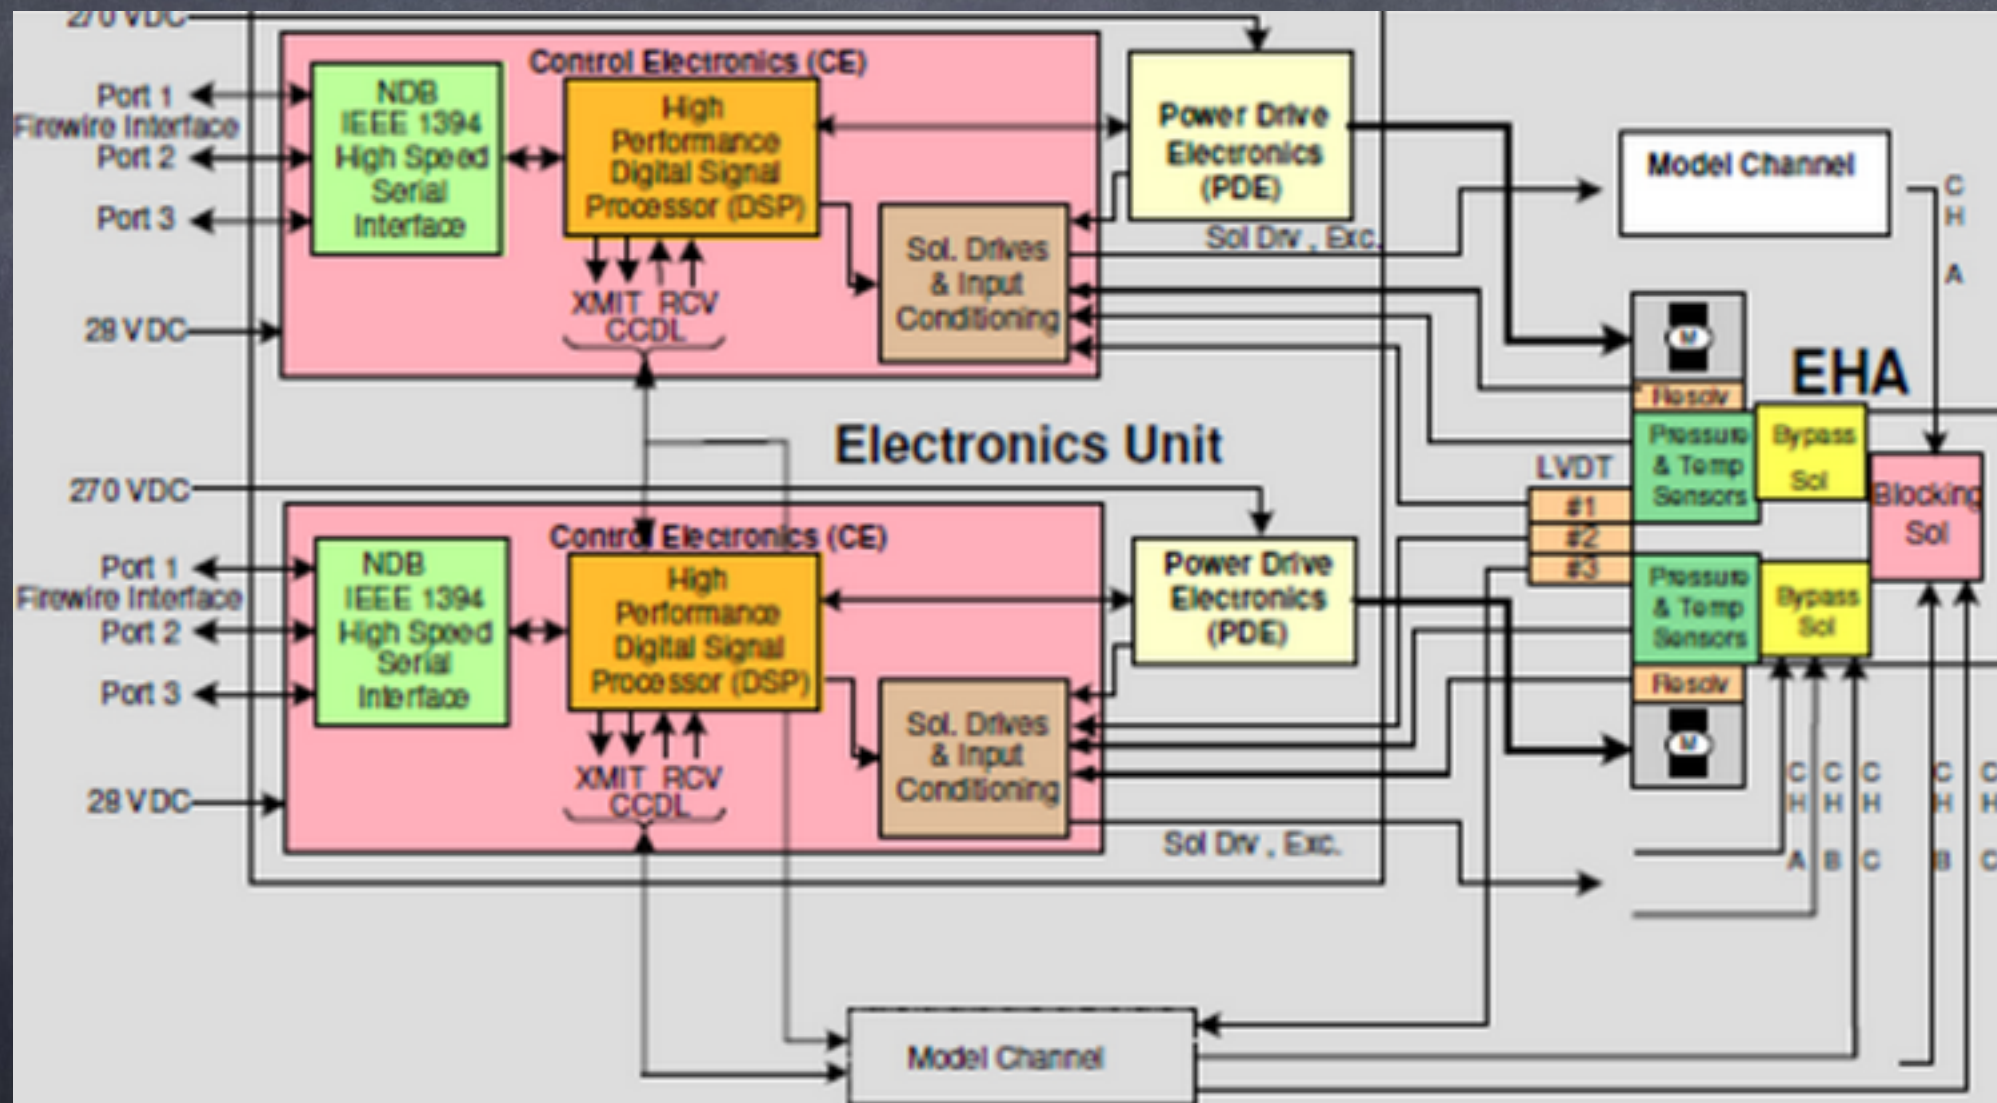 270 VDC
Control Electronics (CE)
Port 1
Firewire Interface
Port 2
Port 3
NDB
IEEE 1394
High Speed
Serial
Interface
High
Performance
Digital Signal
Processor (DSP)
XMIT RCV
CCDL
28 VDC
Sol. Drives
& Input
Conditioning
Power Drive
Electronics
(PDE)
Sol Drv , Exc.
Model Channel
C
H
A
M
Resolv
EHA
Pressure
& Temp
Sensors
Bypass
Sol
Blocking
Sol
LVDT
#1
#2
#3
Electronics Unit
270 VDC
Control Electronics (CE)
Port 1
Firewire Interface
Port 2
Port 3
NDB
IEEE 1394
High Speed
Serial
Interface
High
Performance
Digital Signal
Processor (DSP)
XMIT RCV
CCDL
28 VDC
Sol. Drives
& Input
Conditioning
Power Drive
Electronics
(PDE)
Sol Drv , Exc.
Pressure
& Temp
Sensors
Bypass
Sol
Resolv
M
C C C C C
H H H H H
A B C B C
Model Channel